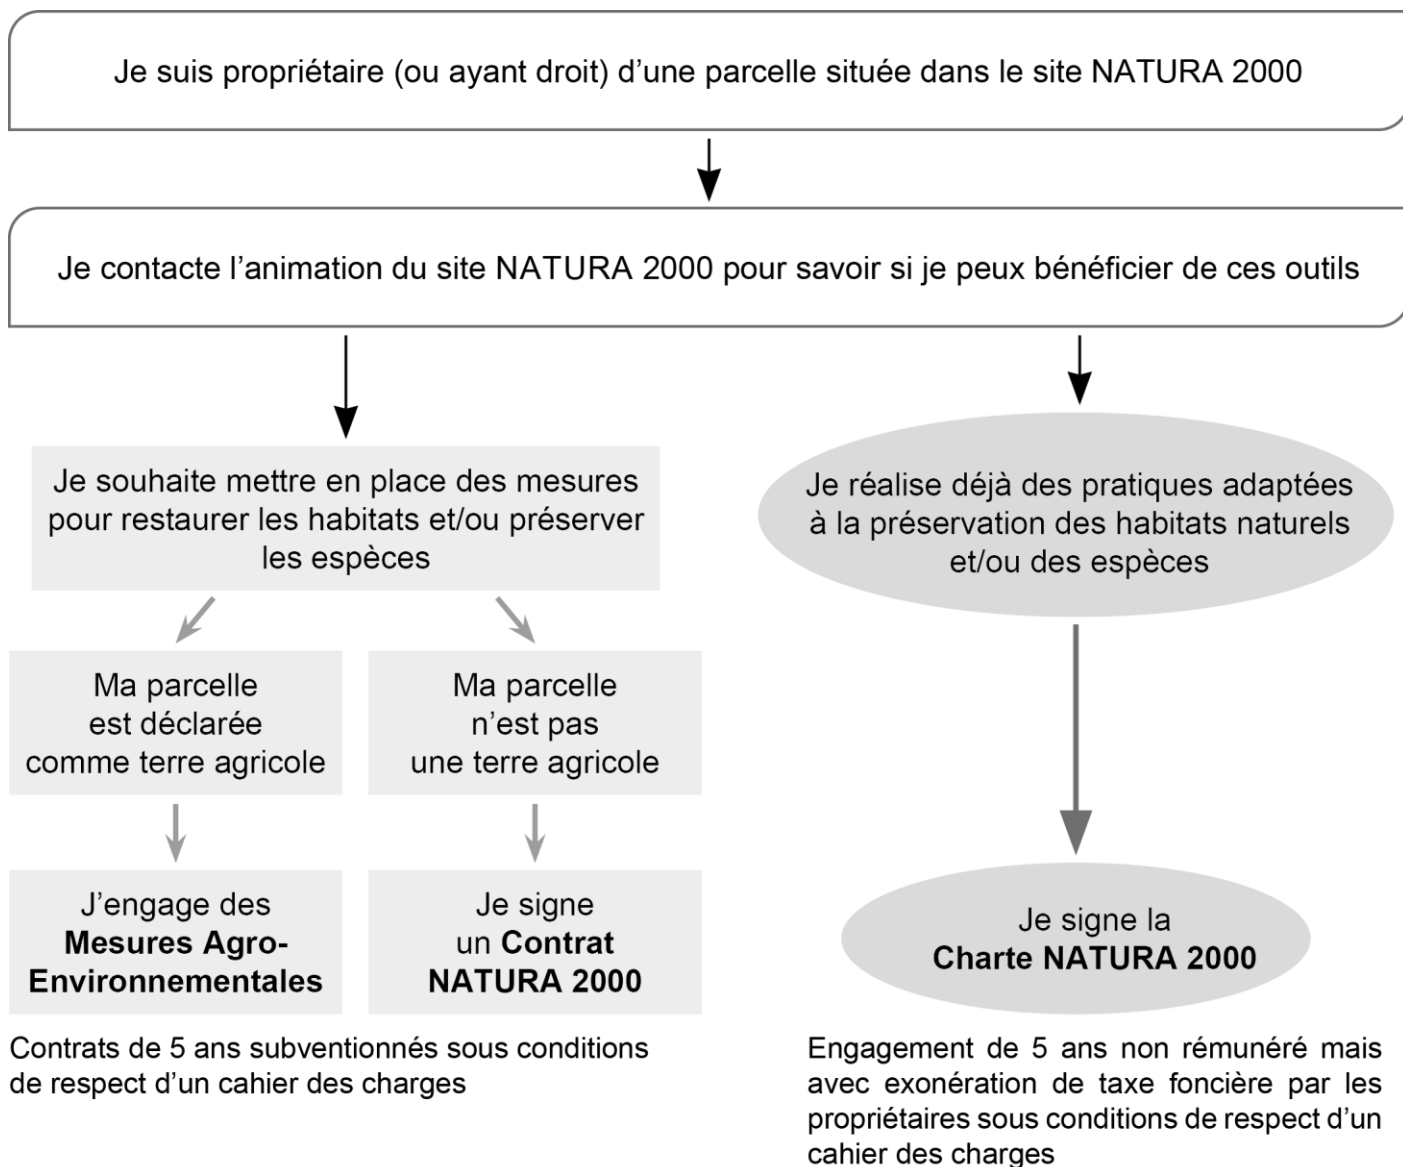 Je suis propriétaire (ou ayant droit) d’une parcelle située dans le site NATURA 2000
Je contacte l’animation du site NATURA 2000 pour savoir si je peux bénéficier de ces outils
Je souhaite mettre en place des mesures
pour restaurer les habitats et/ou préserver
les espèces
Je réalise déjà des pratiques adaptées
à la préservation des habitats naturels
et/ou des espèces
Ma parcelle
est déclarée
comme terre agricole
Ma parcelle
n’est pas
une terre agricole
J’engage des
Mesures Agro-
Environnementales
Je signe
un Contrat
NATURA 2000
Je signe la
Charte NATURA 2000
Contrats de 5 ans subventionnés sous conditions
de respect d’un cahier des charges
Engagement de 5 ans non rémunéré mais
avec exonération de taxe foncière par les
propriétaires sous conditions de respect d’un
cahier des charges